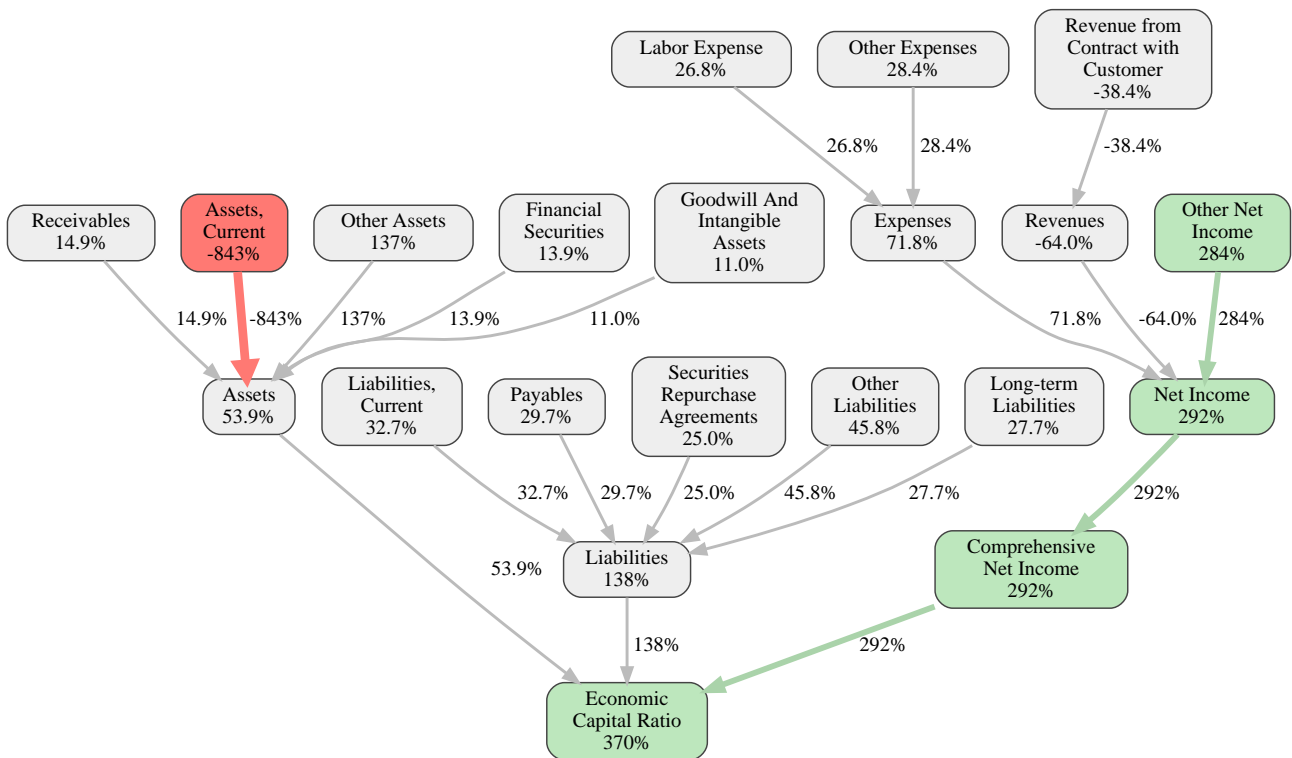 Labor Expense
26.8%
Other Expenses
28.4%
Revenue from
Contract with
Customer
-38.4%
26.8%
28.4%
-38.4%
Receivables
14.9%
Assets,
Current
-843%
Other Assets
137%
Financial
Securities
13.9%
Goodwill And
Intangible
Assets
11.0%
Expenses
71.8%
Revenues
-64.0%
Other Net
Income
284%
14.9%
-843%
137%
13.9%
11.0%
71.8%
-64.0%
284%
Assets
53.9%
Liabilities,
Current
32.7%
Payables
29.7%
Securities
Repurchase
Agreements
25.0%
Other
Liabilities
45.8%
Long-term
Liabilities
27.7%
Net Income
292%
32.7%
29.7%
25.0%
45.8%
27.7%
292%
53.9%
Liabilities
138%
Comprehensive
Net Income
292%
138%
292%
Economic
Capital Ratio
370%